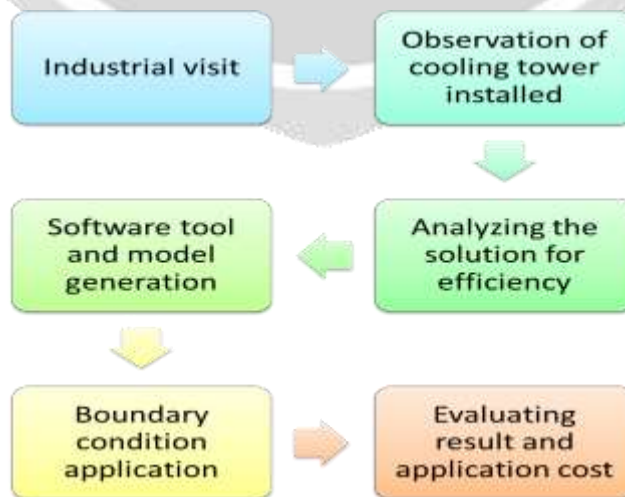 Industrial visit
Observation of
cooling tower
installed
Analyzing the
solution for
efficiency
Software tool
and model
generation
Boundary
condition
application
Evaluating
result and
application cost